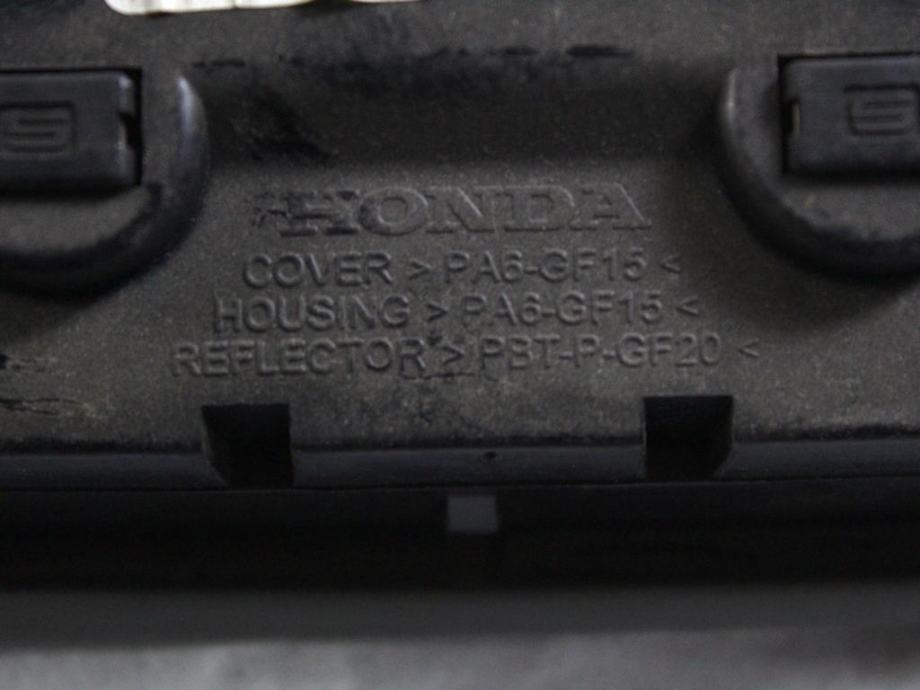 HONDA
COVER > PA6-GF15 <
HOUSING > PA6-GF15 <
REFLECTOR > PBT-P-GF20 <